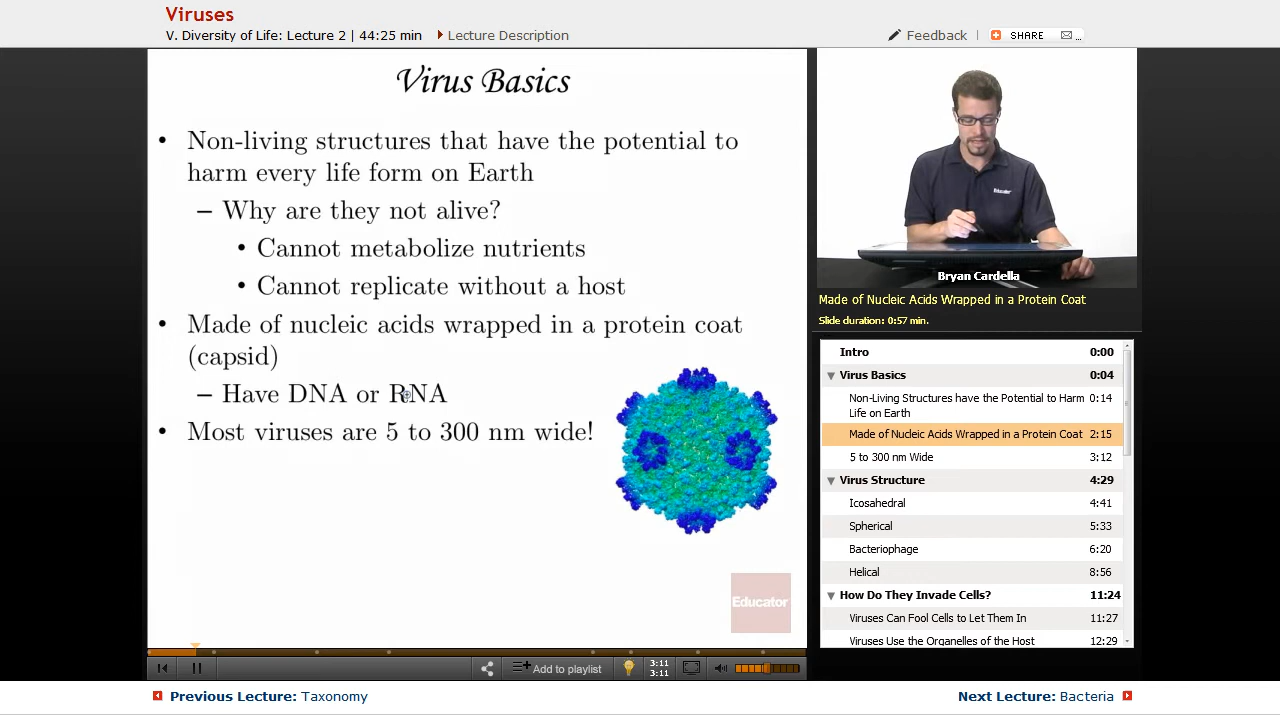 Viruses
V. Diversity of Life: Lecture 2 | 44:25 min
Lecture Description
Feedback
SHARE
...
Virus Basics
• Non-living structures that have the potential to
harm every life form on Earth
– Why are they not alive?
• Cannot metabolize nutrients
• Cannot replicate without a host
• Made of nucleic acids wrapped in a protein coat
(capsid)
– Have DNA or RNA
• Most viruses are 5 to 300 nm wide!
Educator
Educator
Bryan Cardella
Made of Nucleic Acids Wrapped in a Protein Coat
Slide duration: 0:57 min.
Intro 0:00
Virus Basics 0:04
Non-Living Structures have the Potential to Harm 0:14
Life on Earth
Made of Nucleic Acids Wrapped in a Protein Coat 2:15
5 to 300 nm Wide 3:12
Virus Structure 4:29
Icosahedral 4:41
Spherical 5:33
Bacteriophage 6:20
Helical 8:56
How Do They Invade Cells? 11:24
Viruses Can Fool Cells to Let Them In 11:27
Viruses Use the Organelles of the Host 12:29
Add to playlist
3:11
3:11
Previous Lecture: Taxonomy
Next Lecture: Bacteria